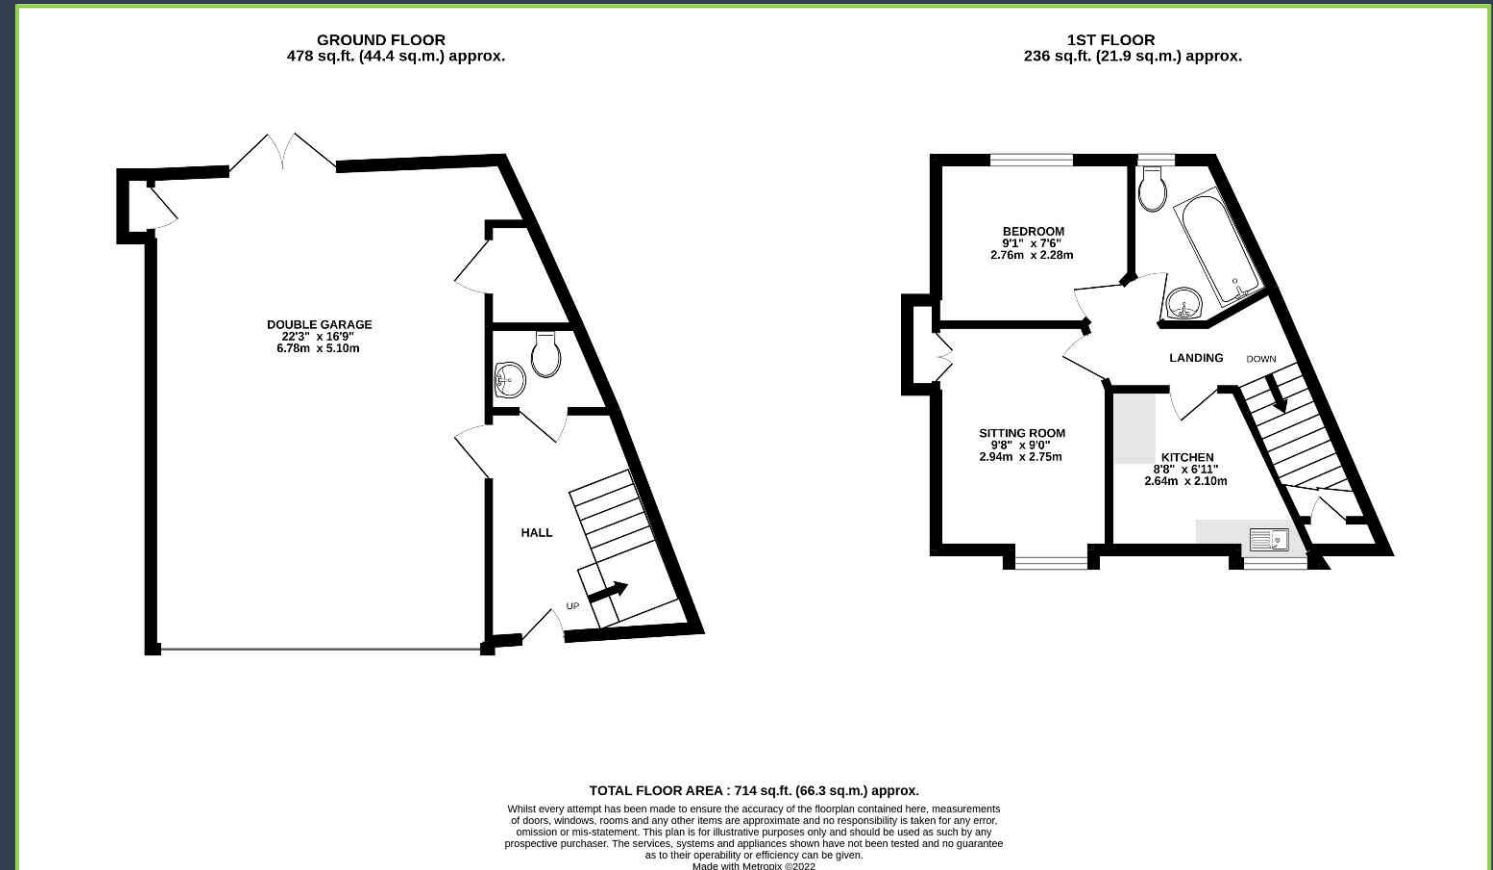 GROUND FLOOR
478 sq.ft. (44.4 sq.m.) approx.
1ST FLOOR
236 sq.ft. (21.9 sq.m.) approx.
DOUBLE GARAGE
22'3" x 16'9"
6.78m x 5.10m
HALL
UP
BEDROOM
9'1" x 7'6"
2.76m x 2.28m
LANDING
DOWN
SITTING ROOM
9'8" x 9'0"
2.94m x 2.75m
KITCHEN
8'8" x 6'11"
2.64m x 2.10m
TOTAL FLOOR AREA : 714 sq.ft. (66.3 sq.m.) approx.
Whilst every attempt has been made to ensure the accuracy of the floorplan contained here, measurements
of doors, windows, rooms and any other items are approximate and no responsibility is taken for any error,
omission or mis-statement. This plan is for illustrative purposes only and should be used as such by any
prospective purchaser. The services, systems and appliances shown have not been tested and no guarantee
as to their operability or efficiency can be given.
Made with Metropix ©2022